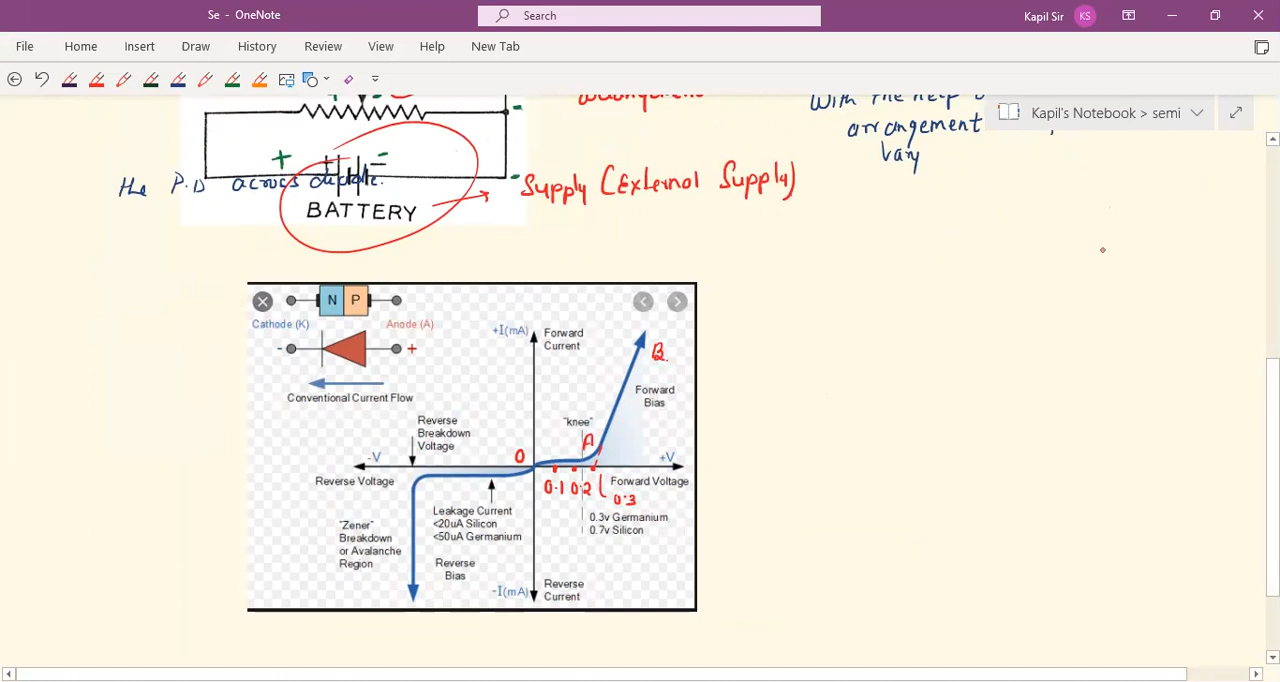 Se - OneNote
Search
Kapil Sir
KS
File Home Insert Draw History Review View Help New Tab
Kapil's Notebook > semi
arrangement
With the help
arrangement
vary
+ -
-
+ -
the P.D across diode.
-
Supply (External Supply)
BATTERY
N P
Cathode (K) Anode (A)
- +
Conventional Current Flow
+I(mA)
Forward
Current
B
Forward
Bias
"knee"
A
Reverse
Breakdown
Voltage
O
-V
+V
Reverse Voltage
0.1 0.2
Forward Voltage
0.3
Leakage Current
<20uA Silicon
<50uA Germanium
0.3v Germanium
0.7v Silicon
"Zener"
Breakdown
or Avalanche
Region
Reverse
Bias
-I(mA)
Reverse
Current